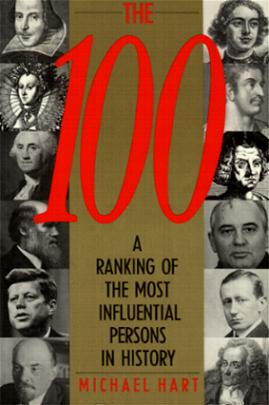 THE
100
A
RANKING OF
THE MOST
INFLUENTIAL
PERSONS
IN HISTORY
MICHAEL HART